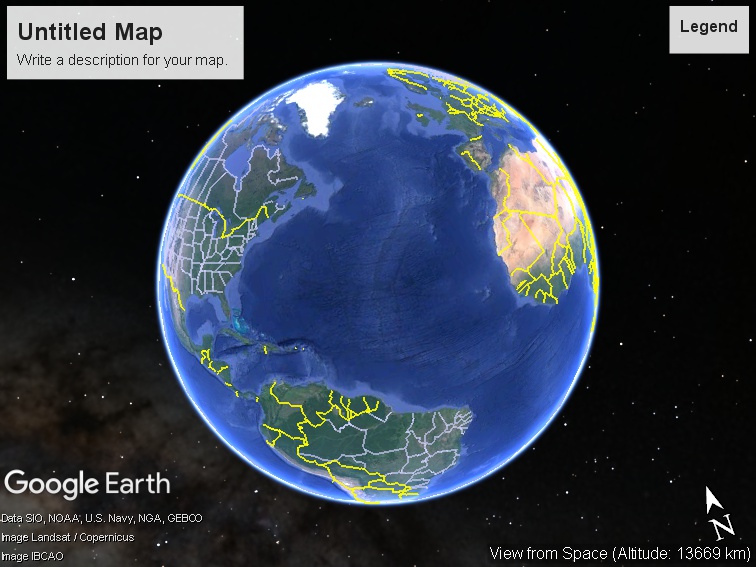 Untitled Map
Write a description for your map.
Legend
Google Earth
Data SIO, NOAA, U.S. Navy, NGA, GEBCO
Image Landsat / Copernicus
Image IBCAO
N
View from Space (Altitude: 13669 km)